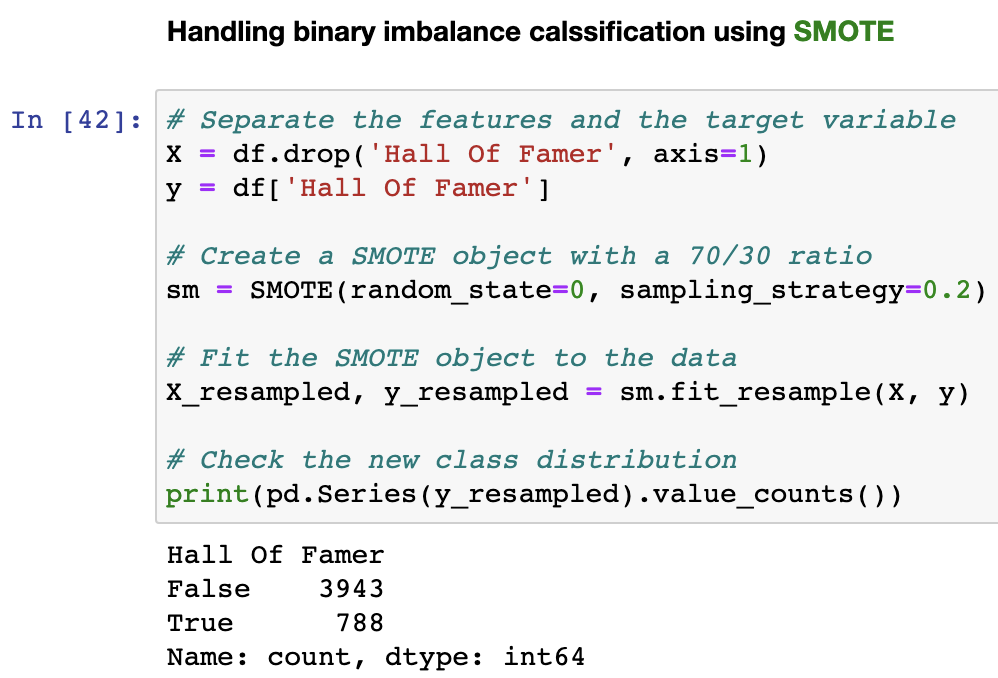 Handling binary imbalance calssification using SMOTE
In [42]:
# Separate the features and the target variable
X = df.drop('Hall Of Famer', axis=1)
y = df['Hall Of Famer']
# Create a SMOTE object with a 70/30 ratio
sm = SMOTE(random_state=0, sampling_strategy=0.2)
# Fit the SMOTE object to the data
X_resampled, y_resampled = sm.fit_resample(X, y)
# Check the new class distribution
print(pd.Series(y_resampled).value_counts())
Hall Of Famer
False    3943
True      788
Name: count, dtype: int64